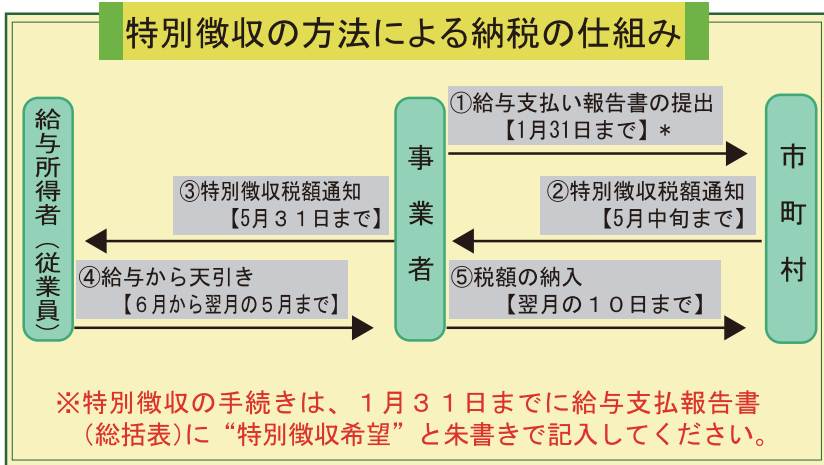 特別徴収の方法による納税の仕組み
給与所得者（従業員）
事業者
市町村
①給与支払い報告書の提出
【1月31日まで】*
③特別徴収税額通知
【5月３１日まで】
②特別徴収税額通知
【5月中旬まで】
④給与から天引き
【６月から翌月の５月まで】
⑤税額の納入
【翌月の１０日まで】
※特別徴収の手続きは、１月３１日までに給与支払報告書
(総括表)に“特別徴収希望”と朱書きで記入してください。